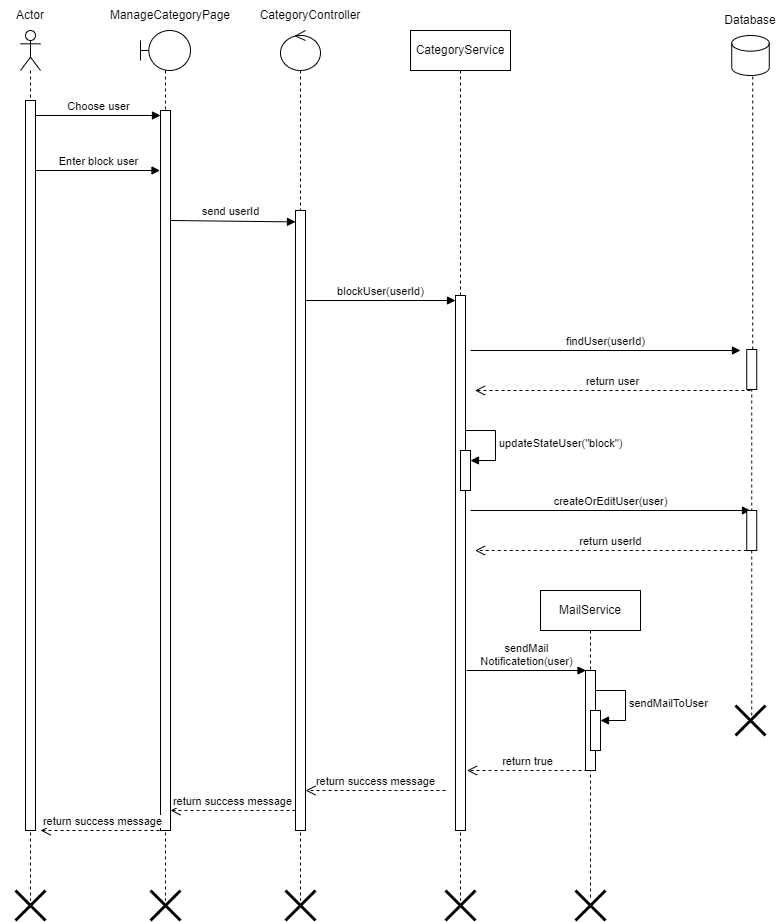 Actor
ManageCategoryPage
CategoryController
CategoryService
Database
Choose user
Enter block user
send userId
blockUser(userId)
findUser(userId)
return user
updateStateUser("block")
createOrEditUser(user)
return userId
MailService
sendMail
Notificatetion(user)
sendMailToUser
return true
return success message
return success message
return success message